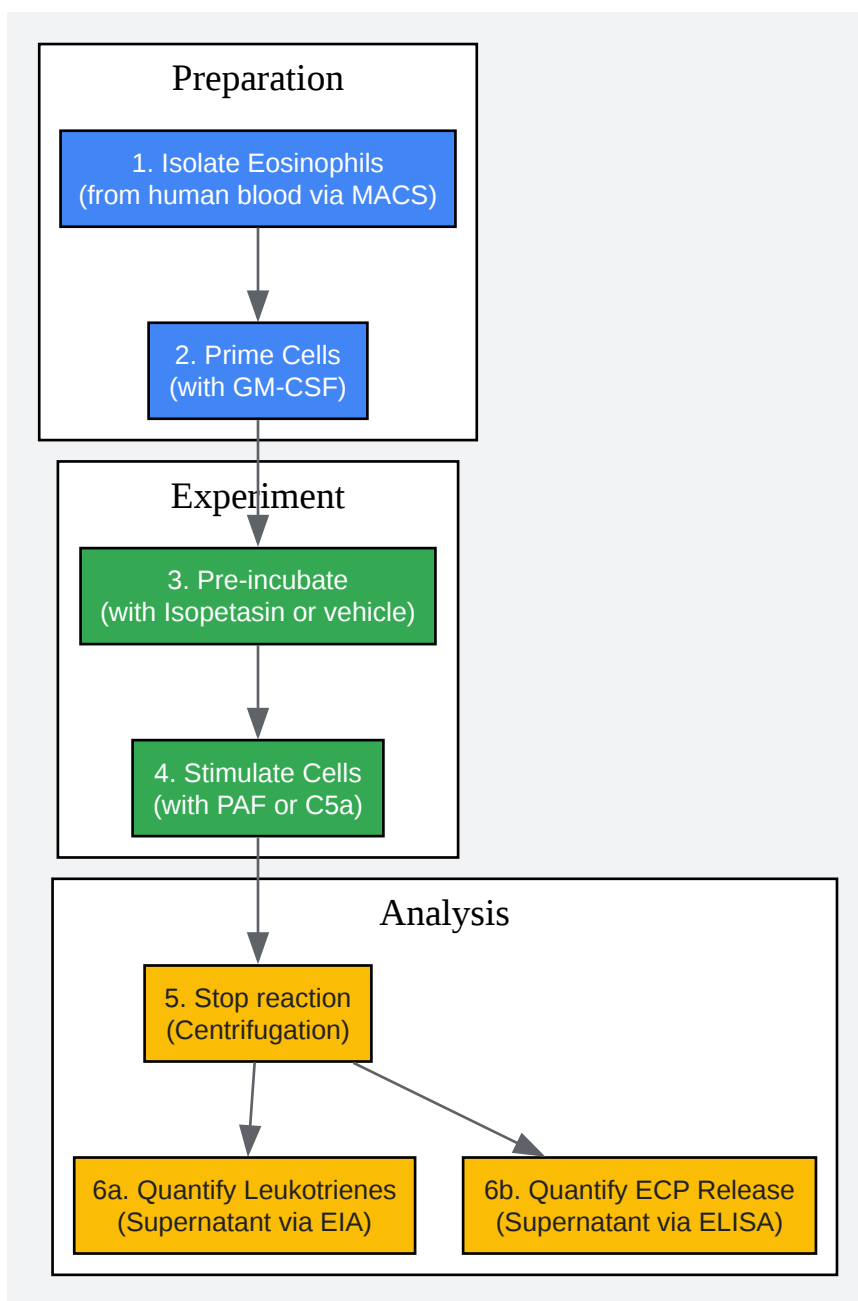 Preparation
1. Isolate Eosinophils
(from human blood via MACS)
2. Prime Cells
(with GM-CSF)
Experiment
3. Pre-incubate
(with Isopetasin or vehicle)
4. Stimulate Cells
(with PAF or C5a)
Analysis
5. Stop reaction
(Centrifugation)
6a. Quantify Leukotrienes
(Supernatant via EIA)
6b. Quantify ECP Release
(Supernatant via ELISA)